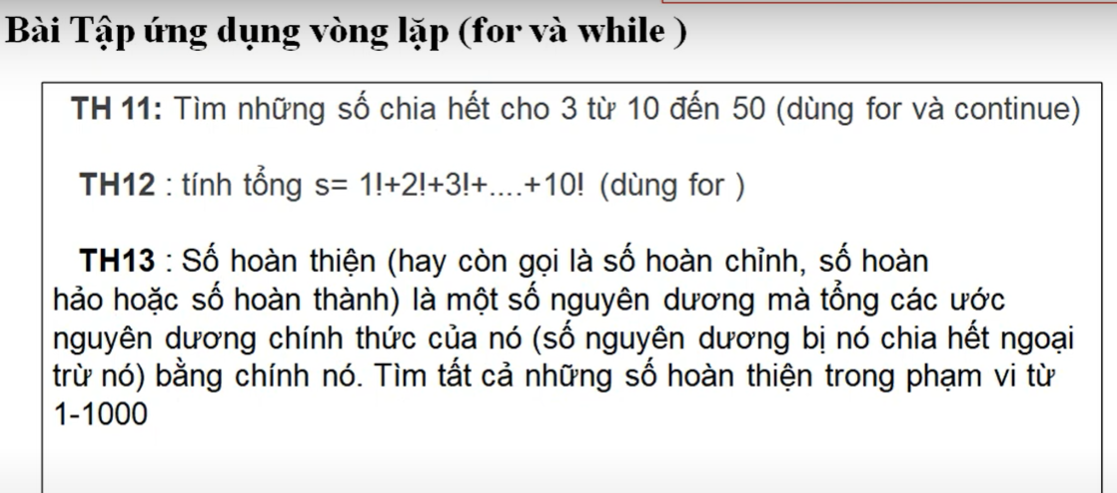 Bài Tập ứng dụng vòng lặp (for và while )
TH 11: Tìm những số chia hết cho 3 từ 10 đến 50 (dùng for và continue)
TH12 : tính tổng s= 1!+2!+3!+....+10! (dùng for )
TH13 : Số hoàn thiện (hay còn gọi là số hoàn chỉnh, số hoàn
hảo hoặc số hoàn thành) là một số nguyên dương mà tổng các ước
nguyên dương chính thức của nó (số nguyên dương bị nó chia hết ngoại
trừ nó) bằng chính nó. Tìm tất cả những số hoàn thiện trong phạm vi từ
1-1000